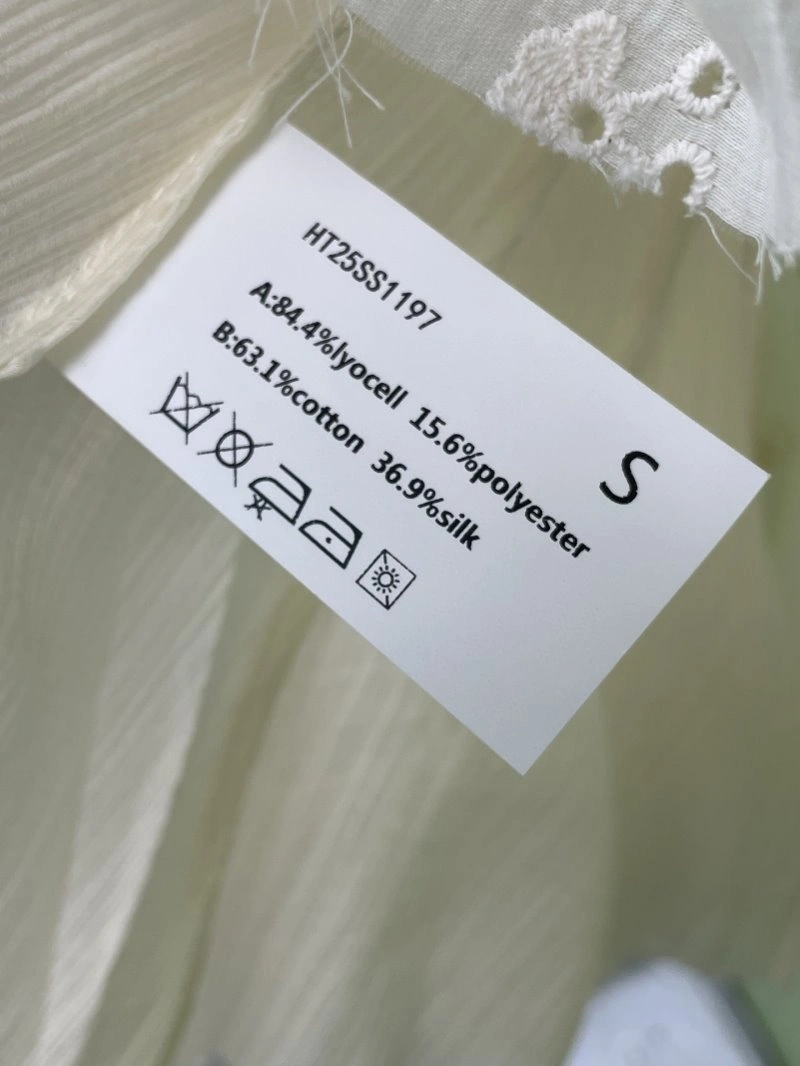 HT25SS1197
A:84.4%lyocell 15.6%polyester
B:63.1%cotton 36.9%silk
S